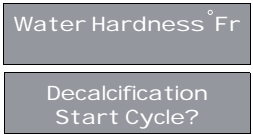 Water Hardness°Fr
Decalcification
Start Cycle?